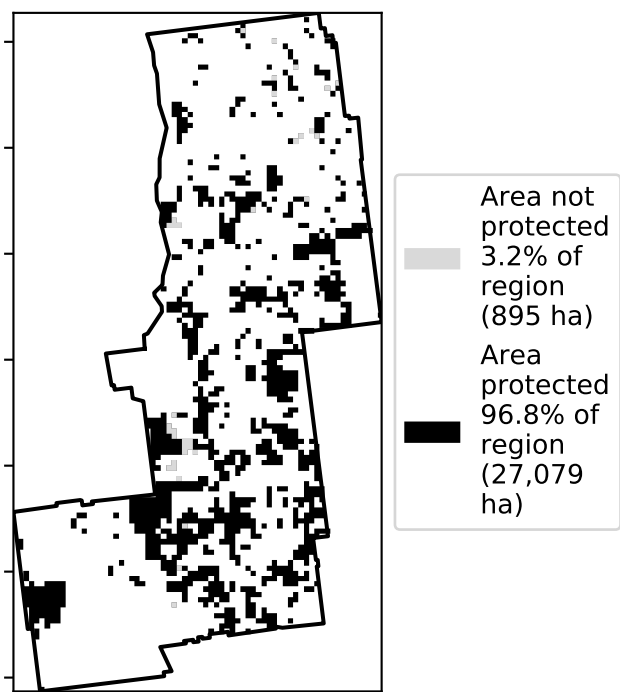 Area not
protected
3.2% of
region
(895 ha)
Area
protected
96.8% of
region
(27,079
ha)